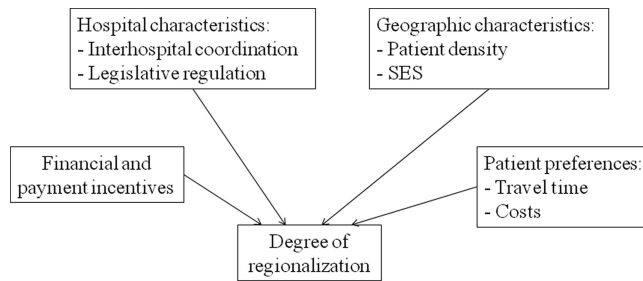 Hospital characteristics:
- Interhospital coordination
- Legislative regulation
Geographic characteristics:
- Patient density
- SES
Financial and
payment incentives
Patient preferences:
- Travel time
- Costs
Degree of
regionalization